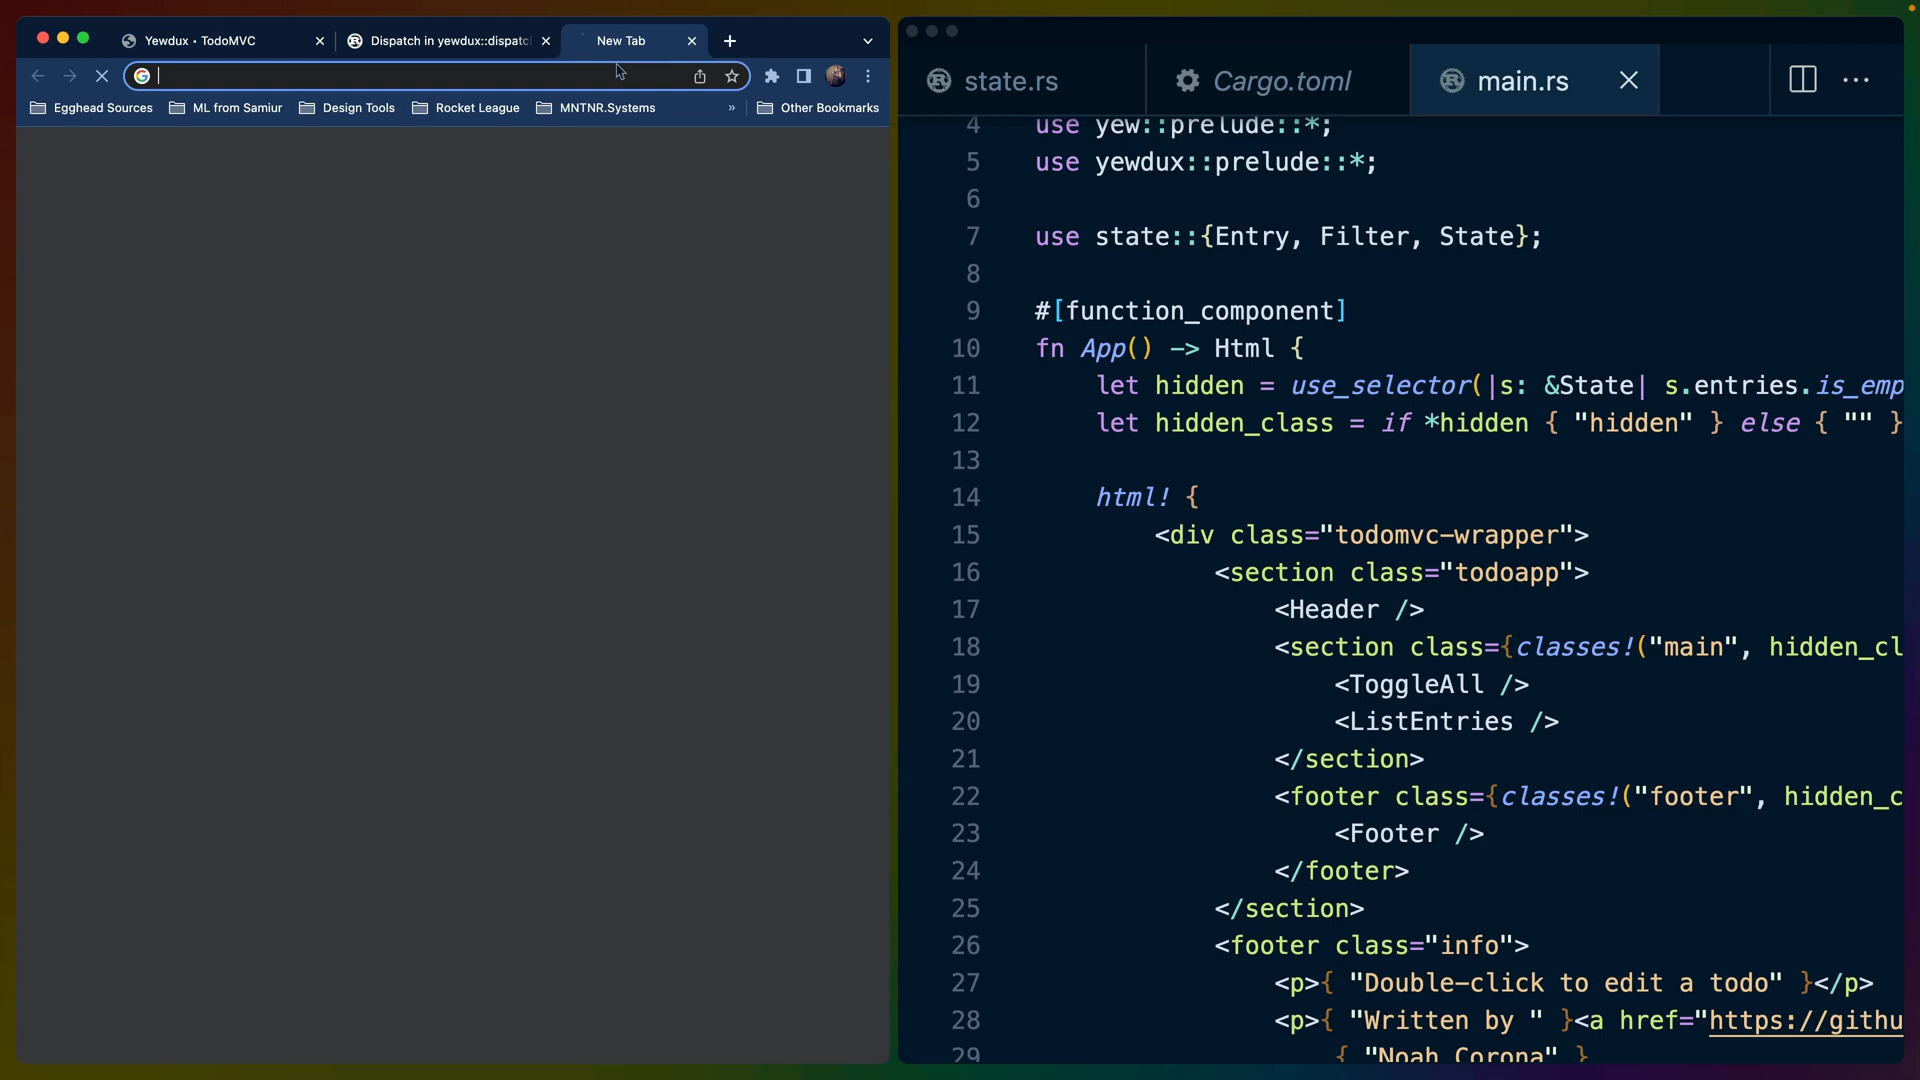 Yewdux • TodoMVC
Dispatch in yewdux::dispatc
New Tab
Egghead Sources
ML from Samiur
Design Tools
Rocket League
MNTNR.Systems
»
Other Bookmarks
state.rs
Cargo.toml
main.rs
4 use yew::prelude::*;
5 use yewdux::prelude::*;
6
7 use state::{Entry, Filter, State};
8
9 #[function_component]
10 fn App() -> Html {
11 let hidden = use_selector(|s: &State| s.entries.is_emp
12 let hidden_class = if *hidden { "hidden" } else { "" }
13
14 html! {
15 <div class="todomvc-wrapper">
16 <section class="todoapp">
17 <Header />
18 <section class={classes!("main", hidden_cl
19 <ToggleAll />
20 <ListEntries />
21 </section>
22 <footer class={classes!("footer", hidden_c
23 <Footer />
24 </footer>
25 </section>
26 <footer class="info">
27 <p>{ "Double-click to edit a todo" }</p>
28 <p>{ "Written by " }<a href="https://githu
29 { "Noah Corona" }